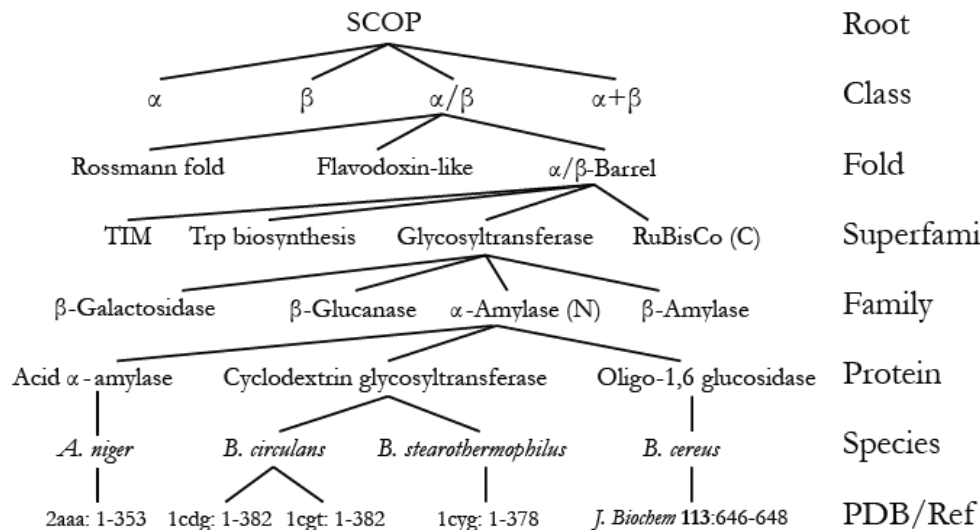 SCOP Root
α β α/β α+β Class
Rossmann fold Flavodoxin-like α/β-Barrel Fold
TIM Trp biosynthesis Glycosyltransferase RuBisCo (C) Superfami
β-Galactosidase β-Glucanase α-Amylase (N) β-Amylase Family
Acid α-amylase Cyclodextrin glycosyltransferase Oligo-1,6 glucosidase Protein
A. niger B. circulans B. stearothermophilus B. cereus Species
2aaa: 1-353 1cdg: 1-382 1cgt: 1-382 1cyg: 1-378 J. Biochem 113:646-648 PDB/Ref